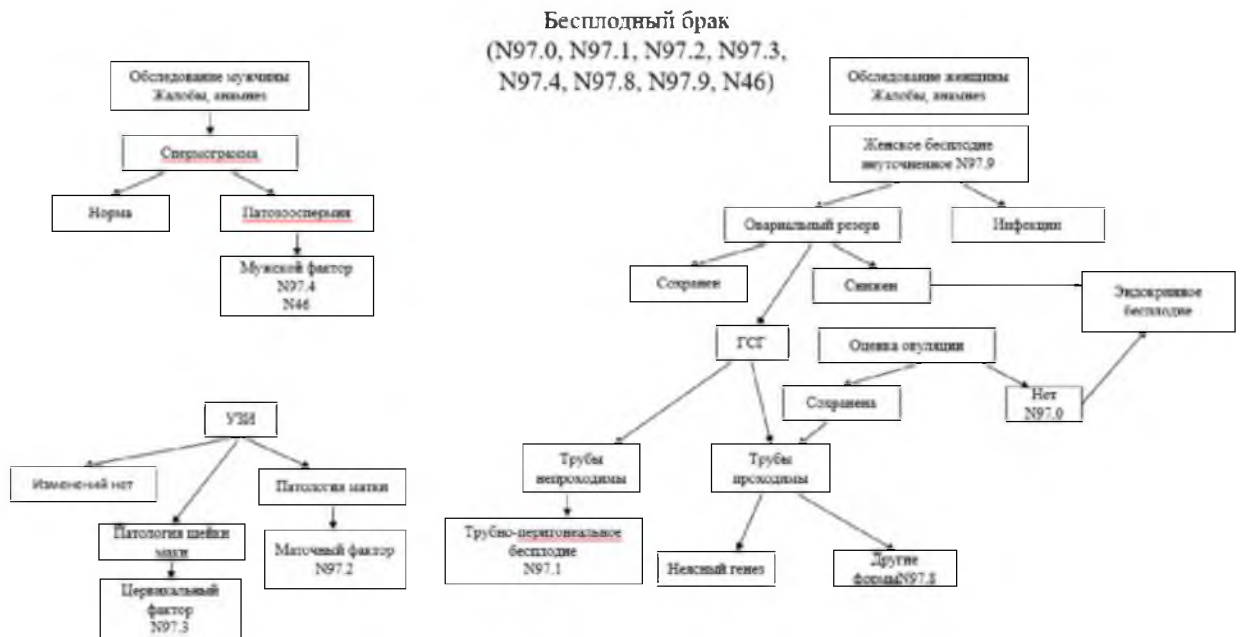 Бесплодный брак
(N97.0, N97.1, N97.2, N97.3,
N97.4, N97.8, N97.9, N46)
Обследование мужчины
Жалобы, анамнез
Спермограмма
Норма
Патозооспермия
Мужской фактор
N97.4
N46
УЗИ
Изменений нет
Патология матки
Патология шейки
маки
Маточный фактор
N97.2
Цервикальный
фактор
N97.3
Обследование женщины
Жалобы, анамнез
Женское бесплодие
неуточненное N97.9
Овариальный резерв
Инфекции
Сохранен
Снижен
Эндокринное
бесплодие
ГСГ
Оценка овуляции
Сохранена
Нет
N97.0
Трубы
непроходимы
Трубы
проходимы
Трубно-перитонеальное
бесплодие
N97.1
Неясный генез
Другие
формыN97.8